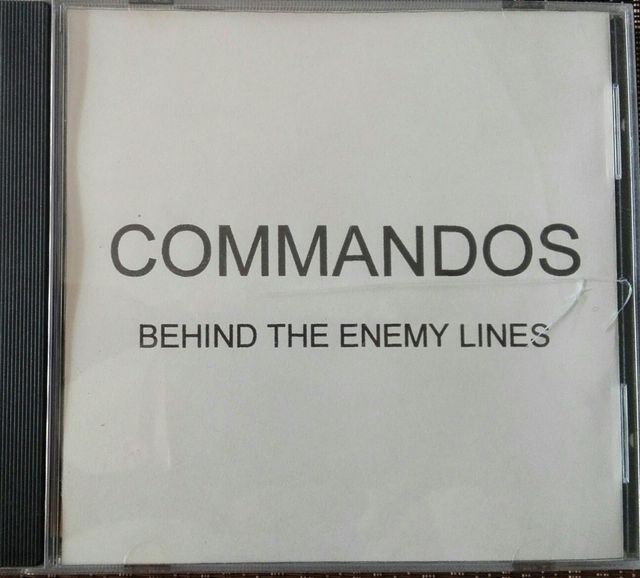 COMMANDOS
BEHIND THE ENEMY LINES